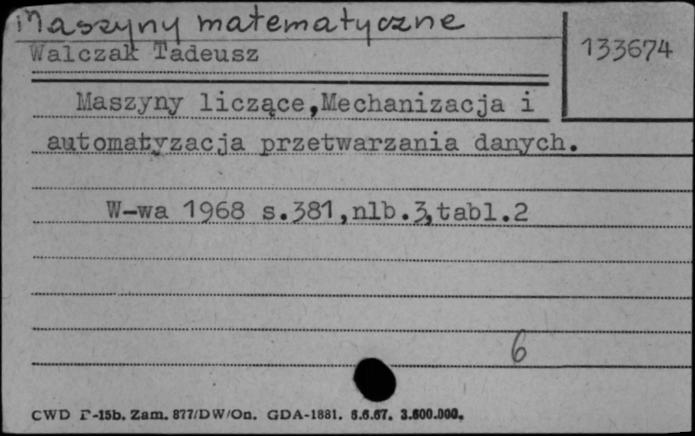 Maszyny matematyczne
Walczak Tadeusz
133674
Maszyny liczące,Mechanizacja i
automatyzacja przetwarzania danych.
W-wa 1968 s.381,nlb.3,tabl.2
6
CWD Г-15b. Zam. 877/DW/On. GDA-1881. 6.6.67. 3.600.000.